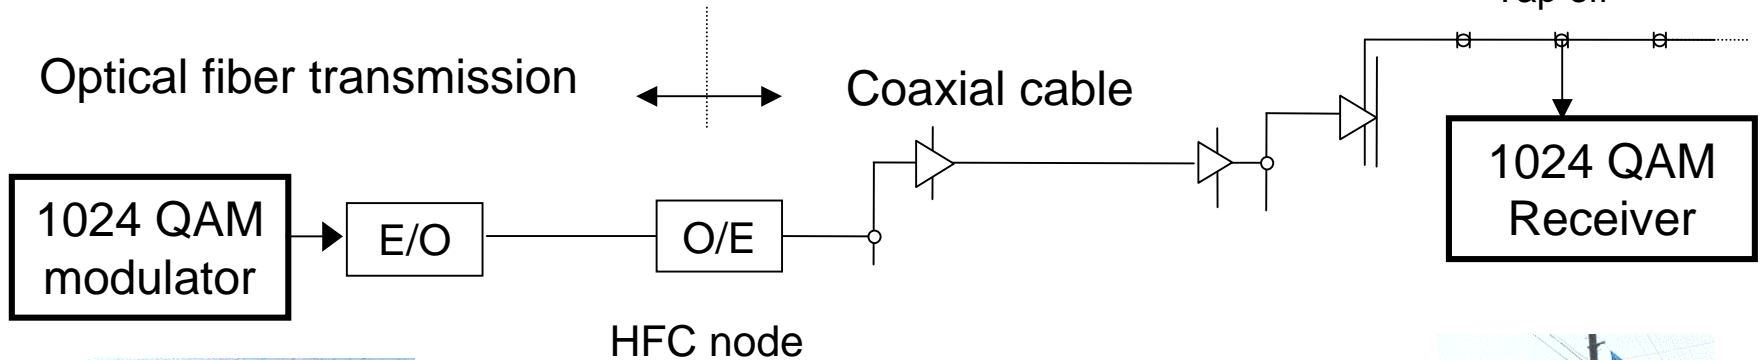 Optical fiber transmission
Coaxial cable
1024 QAM
modulator
E/O
O/E
HFC node
1024 QAM
Receiver